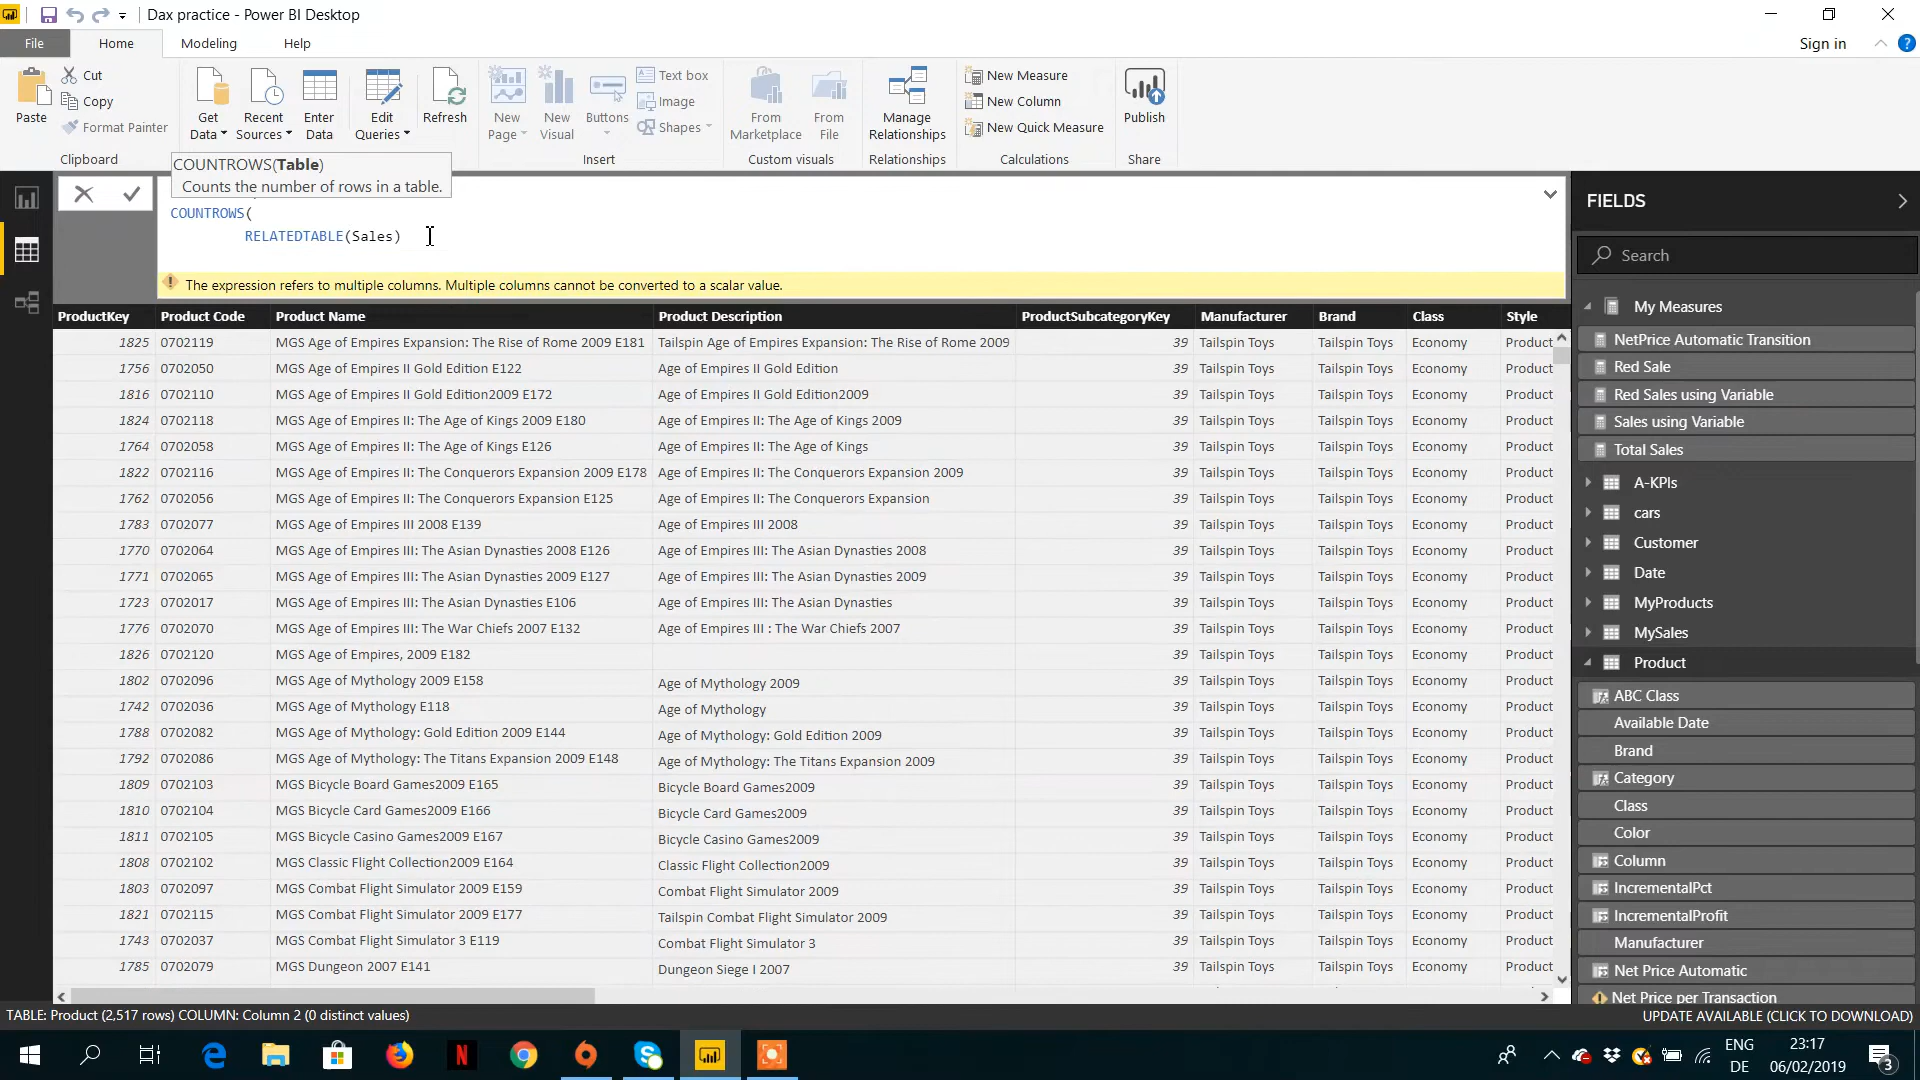 Dax practice - Power BI Desktop
File Home Modeling Help Sign in
Paste
Cut
Copy
Format Painter
Clipboard
Get Data
Recent Sources
Enter Data
Edit Queries
Refresh
New Page
New Visual
Buttons
Text box
Image
Shapes
Insert
From Marketplace
From File
Custom visuals
Manage Relationships
Relationships
New Measure
New Column
New Quick Measure
Calculations
Publish
Share
COUNTROWS(Table)
Counts the number of rows in a table.
COUNTROWS(
RELATEDTABLE(Sales)
The expression refers to multiple columns. Multiple columns cannot be converted to a scalar value.
ProductKey Product Code Product Name Product Description ProductSubcategoryKey Manufacturer Brand Class Style
1825 0702119 MGS Age of Empires Expansion: The Rise of Rome 2009 E181 Tailspin Age of Empires Expansion: The Rise of Rome 2009 39 Tailspin Toys Tailspin Toys Economy Product
1756 0702050 MGS Age of Empires II Gold Edition E122 Age of Empires II Gold Edition 39 Tailspin Toys Tailspin Toys Economy Product
1816 0702110 MGS Age of Empires II Gold Edition2009 E172 Age of Empires II Gold Edition2009 39 Tailspin Toys Tailspin Toys Economy Product
1824 0702118 MGS Age of Empires II: The Age of Kings 2009 E180 Age of Empires II: The Age of Kings 2009 39 Tailspin Toys Tailspin Toys Economy Product
1764 0702058 MGS Age of Empires II: The Age of Kings E126 Age of Empires II: The Age of Kings 39 Tailspin Toys Tailspin Toys Economy Product
1822 0702116 MGS Age of Empires II: The Conquerors Expansion 2009 E178 Age of Empires II: The Conquerors Expansion 2009 39 Tailspin Toys Tailspin Toys Economy Product
1762 0702056 MGS Age of Empires II: The Conquerors Expansion E125 Age of Empires II: The Conquerors Expansion 39 Tailspin Toys Tailspin Toys Economy Product
1783 0702077 MGS Age of Empires III 2008 E139 Age of Empires III 2008 39 Tailspin Toys Tailspin Toys Economy Product
1770 0702064 MGS Age of Empires III: The Asian Dynasties 2008 E126 Age of Empires III: The Asian Dynasties 2008 39 Tailspin Toys Tailspin Toys Economy Product
1771 0702065 MGS Age of Empires III: The Asian Dynasties 2009 E127 Age of Empires III: The Asian Dynasties 2009 39 Tailspin Toys Tailspin Toys Economy Product
1723 0702017 MGS Age of Empires III: The Asian Dynasties E106 Age of Empires III: The Asian Dynasties 39 Tailspin Toys Tailspin Toys Economy Product
1776 0702070 MGS Age of Empires III: The War Chiefs 2007 E132 Age of Empires III : The War Chiefs 2007 39 Tailspin Toys Tailspin Toys Economy Product
1826 0702120 MGS Age of Empires, 2009 E182 39 Tailspin Toys Tailspin Toys Economy Product
1802 0702096 MGS Age of Mythology 2009 E158 Age of Mythology 2009 39 Tailspin Toys Tailspin Toys Economy Product
1742 0702036 MGS Age of Mythology E118 Age of Mythology 39 Tailspin Toys Tailspin Toys Economy Product
1788 0702082 MGS Age of Mythology: Gold Edition 2009 E144 Age of Mythology: Gold Edition 2009 39 Tailspin Toys Tailspin Toys Economy Product
1792 0702086 MGS Age of Mythology: The Titans Expansion 2009 E148 Age of Mythology: The Titans Expansion 2009 39 Tailspin Toys Tailspin Toys Economy Product
1809 0702103 MGS Bicycle Board Games2009 E165 Bicycle Board Games2009 39 Tailspin Toys Tailspin Toys Economy Product
1810 0702104 MGS Bicycle Card Games2009 E166 Bicycle Card Games2009 39 Tailspin Toys Tailspin Toys Economy Product
1811 0702105 MGS Bicycle Casino Games2009 E167 Bicycle Casino Games2009 39 Tailspin Toys Tailspin Toys Economy Product
1808 0702102 MGS Classic Flight Collection2009 E164 Classic Flight Collection2009 39 Tailspin Toys Tailspin Toys Economy Product
1803 0702097 MGS Combat Flight Simulator 2009 E159 Combat Flight Simulator 2009 39 Tailspin Toys Tailspin Toys Economy Product
1821 0702115 MGS Combat Flight Simulator 2009 E177 Tailspin Combat Flight Simulator 2009 39 Tailspin Toys Tailspin Toys Economy Product
1743 0702037 MGS Combat Flight Simulator 3 E119 Combat Flight Simulator 3 39 Tailspin Toys Tailspin Toys Economy Product
1785 0702079 MGS Dungeon 2007 E141 Dungeon Siege I 2007 39 Tailspin Toys Tailspin Toys Economy Product
FIELDS
Search
My Measures
NetPrice Automatic Transition
Red Sale
Red Sales using Variable
Sales using Variable
Total Sales
A-KPIs
cars
Customer
Date
MyProducts
MySales
Product
ABC Class
Available Date
Brand
Category
Class
Color
Column
IncrementalPct
IncrementalProfit
Manufacturer
Net Price Automatic
Net Price per Transaction
TABLE: Product (2,517 rows) COLUMN: Column 2 (0 distinct values)
UPDATE AVAILABLE (CLICK TO DOWNLOAD)
ENG
DE
23:17
06/02/2019
3